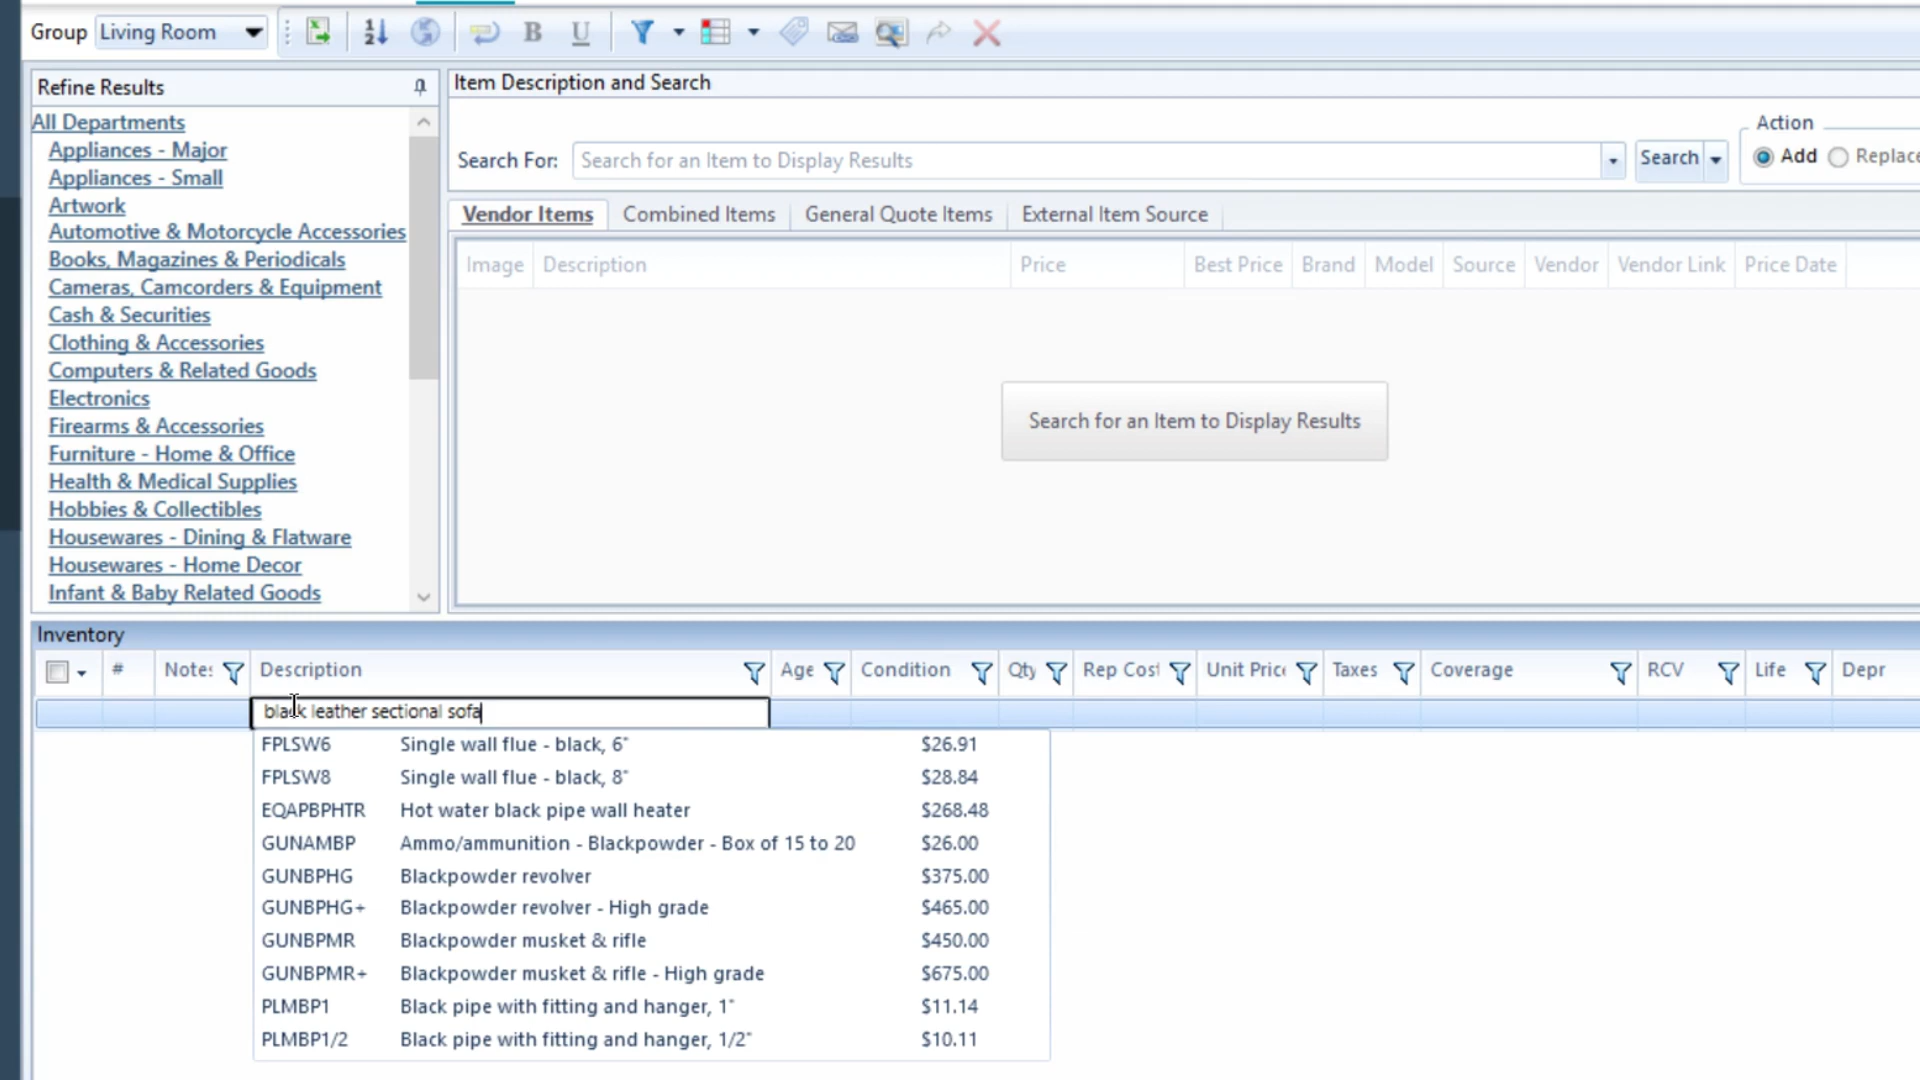 Group Living Room
B U
Refine Results
All Departments
Appliances - Major
Appliances - Small
Artwork
Automotive & Motorcycle Accessories
Books, Magazines & Periodicals
Cameras, Camcorders & Equipment
Cash & Securities
Clothing & Accessories
Computers & Related Goods
Electronics
Firearms & Accessories
Furniture - Home & Office
Health & Medical Supplies
Hobbies & Collectibles
Housewares - Dining & Flatware
Housewares - Home Decor
Infant & Baby Related Goods
Item Description and Search
Search For: Search for an Item to Display Results Search
Action
Add Replace
Vendor Items Combined Items General Quote Items External Item Source
Image Description Price Best Price Brand Model Source Vendor Vendor Link Price Date
Search for an Item to Display Results
Inventory
# Notes Description Age Condition Qty Rep Cost Unit Price Taxes Coverage RCV Life Depr
black leather sectional sofa
FPLSW6 Single wall flue - black, 6" $26.91
FPLSW8 Single wall flue - black, 8" $28.84
EQAPBPHTR Hot water black pipe wall heater $268.48
GUNAMBP Ammo/ammunition - Blackpowder - Box of 15 to 20 $26.00
GUNBPHG Blackpowder revolver $375.00
GUNBPHG+ Blackpowder revolver - High grade $465.00
GUNBPMR Blackpowder musket & rifle $450.00
GUNBPMR+ Blackpowder musket & rifle - High grade $675.00
PLMBP1 Black pipe with fitting and hanger, 1" $11.14
PLMBP1/2 Black pipe with fitting and hanger, 1/2" $10.11